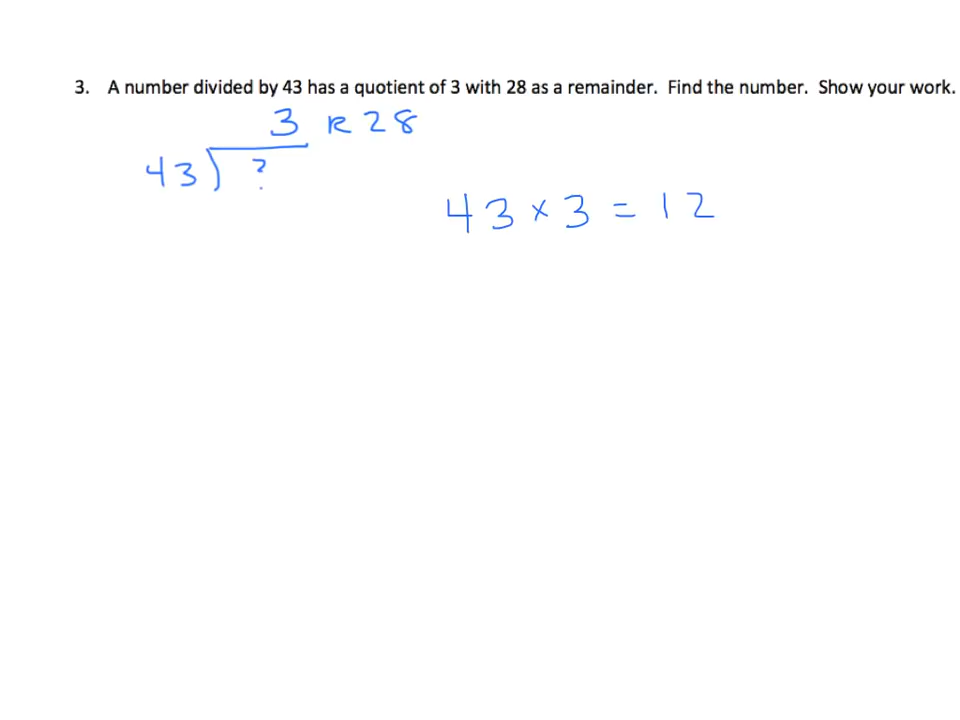 3. A number divided by 43 has a quotient of 3 with 28 as a remainder. Find the number. Show your work.
3 R 28
43 ) ?
43 × 3 = 12